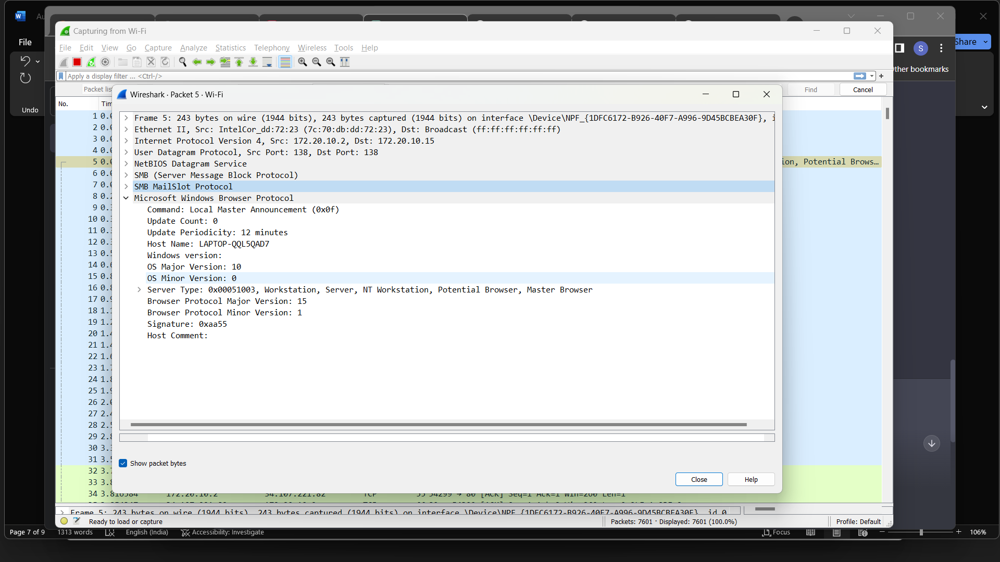 Au
File
Undo
Share
S
ther bookmarks
Capturing from Wi-Fi
File Edit View Go Capture Analyze Statistics Telephony Wireless Tools Help
Apply a display filter ... <Ctrl-/>
Packet lis
Find
Cancel
No. Tim
Wireshark · Packet 5 · Wi-Fi
Frame 5: 243 bytes on wire (1944 bits), 243 bytes captured (1944 bits) on interface \Device\NPF_{1DFC6172-B926-40F7-A996-9D45BCBEA30F}, i
Ethernet II, Src: IntelCor_dd:72:23 (7c:70:db:dd:72:23), Dst: Broadcast (ff:ff:ff:ff:ff:ff)
Internet Protocol Version 4, Src: 172.20.10.2, Dst: 172.20.10.15
User Datagram Protocol, Src Port: 138, Dst Port: 138
NetBIOS Datagram Service
SMB (Server Message Block Protocol)
SMB MailSlot Protocol
Microsoft Windows Browser Protocol
Command: Local Master Announcement (0x0f)
Update Count: 0
Update Periodicity: 12 minutes
Host Name: LAPTOP-QQL5QAD7
Windows version:
OS Major Version: 10
OS Minor Version: 0
Server Type: 0x00051003, Workstation, Server, NT Workstation, Potential Browser, Master Browser
Browser Protocol Major Version: 15
Browser Protocol Minor Version: 1
Signature: 0xaa55
Host Comment:
Show packet bytes
Close
Help
1 0.0
2 0.0
3 0.0
4 0.0
5 0.0 ion, Potential Brows…
6 0.0
7 0.0
8 0.2
9 0.3
10 0.3
11 0.3
12 0.3
13 0.5
14 0.6
15 0.8
16 0.8
17 0.9
18 1.1
19 1.2
20 1.4
21 1.4
22 1.6
23 1.7
24 1.8
25 1.9
26 2.0
27 2.4
28 2.5
29 2.8
30 3.3
31 3.5
32 3.7
33 3.8
34 3.816584 172.20.10.2 34.107.221.82 TCP 55 54299 → 80 [ACK] Seq=1 Ack=1 Win=260 Len=1
Frame 5: 243 bytes on wire (1944 bits), 243 bytes captured (1944 bits) on interface \Device\NPF_{1DFC6172-B926-40F7-A996-9D45BCBEA30F}, id 0
Ready to load or capture
Packets: 7601 · Displayed: 7601 (100.0%)
Profile: Default
Page 7 of 9
1313 words
English (India)
Accessibility: Investigate
Focus
106%